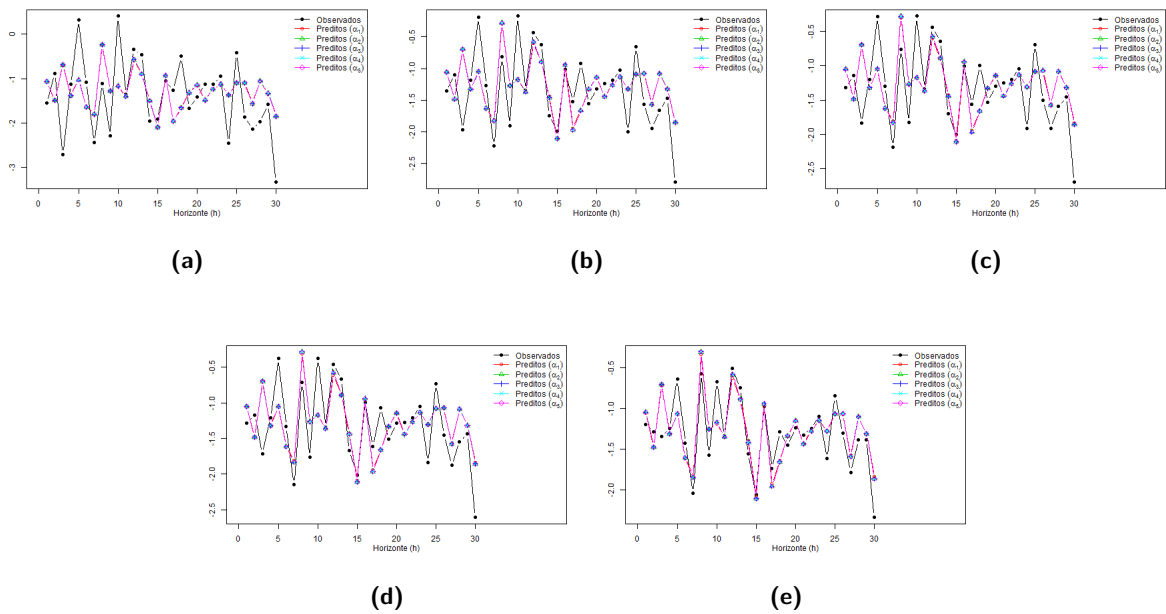 Observados
Preditos (α₁)
Preditos (α₂)
Preditos (α₃)
Preditos (α₄)
Preditos (α₅)
0
-1
-2
-3
0 5 10 15 20 25 30
Horizonte (h)
(a)
Observados
Preditos (α₁)
Preditos (α₂)
Preditos (α₃)
Preditos (α₄)
Preditos (α₅)
-0.5
-1.0
-1.5
-2.0
-2.5
0 5 10 15 20 25 30
Horizonte (h)
(b)
Observados
Preditos (α₁)
Preditos (α₂)
Preditos (α₃)
Preditos (α₄)
Preditos (α₅)
-0.5
-1.0
-1.5
-2.0
-2.5
0 5 10 15 20 25 30
Horizonte (h)
(c)
Observados
Preditos (α₁)
Preditos (α₂)
Preditos (α₃)
Preditos (α₄)
Preditos (α₅)
-0.5
-1.0
-1.5
-2.0
-2.5
0 5 10 15 20 25 30
Horizonte (h)
(d)
Observados
Preditos (α₁)
Preditos (α₂)
Preditos (α₃)
Preditos (α₄)
Preditos (α₅)
-0.5
-1.0
-1.5
-2.0
0 5 10 15 20 25 30
Horizonte (h)
(e)